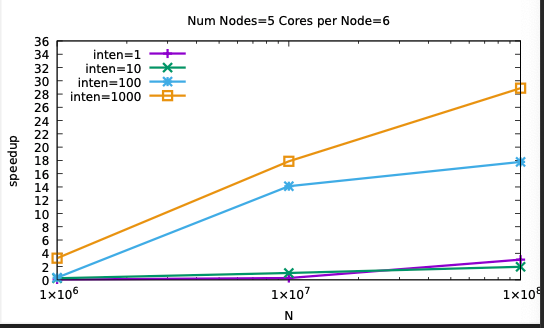 Num Nodes=5 Cores per Node=6
36
34
32
30
28
26
24
22
20
18
16
14
12
10
8
6
4
2
0
speedup
inten=1
inten=10
inten=100
inten=1000
1×10⁶ 1×10⁷ 1×10⁸
N